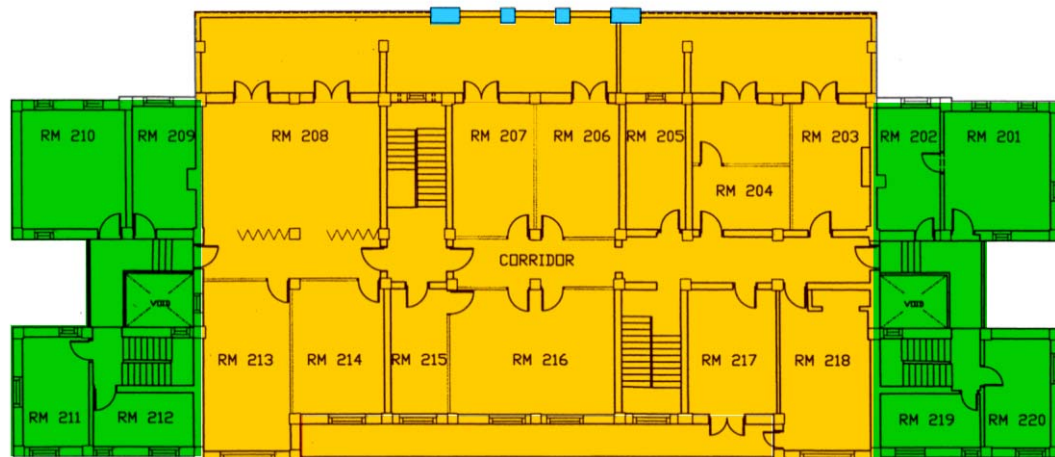 RM 210
RM 209
RM 208
RM 207
RM 206
RM 205
RM 204
RM 203
RM 202
RM 201
CORRIDOR
VOID
VOID
RM 211
RM 212
RM 213
RM 214
RM 215
RM 216
RM 217
RM 218
RM 219
RM 220